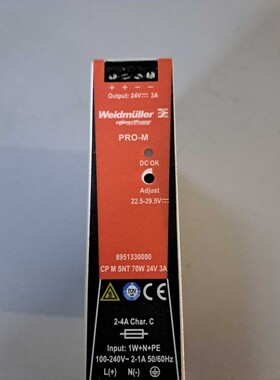 + + − −
Output: 24V⎓ 3A
Weidmüller
connectPower
PRO-M
DC OK
Adjust
22.5-29.5V⎓
8951330000
CP M SNT 70W 24V 3A
2-4A Char. C
Input: 1W+N+PE
100-240V~ 2-1A 50/60Hz
L(+) N(-)